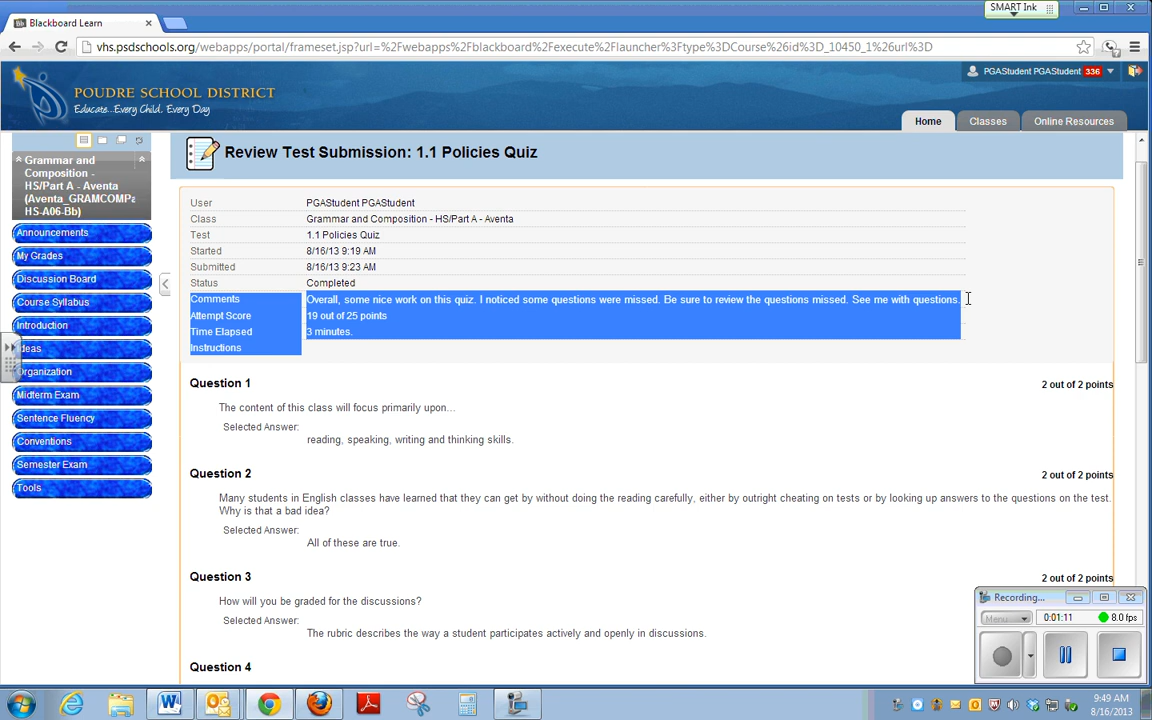 SMART Ink
Blackboard Learn
vhs.psdschools.org/webapps/portal/frameset.jsp?url=%2Fwebapps%2Fblackboard%2Fexecute%2Flauncher%3Ftype%3DCourse%26id%3D_10450_1%26url%3D
POUDRE SCHOOL DISTRICT
Educate...Every Child, Every Day
PGAStudent PGAStudent 336
Home Classes Online Resources
Grammar and
Composition -
HS/Part A - Aventa
(Aventa_GRAMCOMPa
HS-A06-Bb)
Announcements
My Grades
Discussion Board
Course Syllabus
Introduction
Ideas
Organization
Midterm Exam
Sentence Fluency
Conventions
Semester Exam
Tools
Review Test Submission: 1.1 Policies Quiz
User PGAStudent PGAStudent
Class Grammar and Composition - HS/Part A - Aventa
Test 1.1 Policies Quiz
Started 8/16/13 9:19 AM
Submitted 8/16/13 9:23 AM
Status Completed
Comments Overall, some nice work on this quiz. I noticed some questions were missed. Be sure to review the questions missed. See me with questions.
Attempt Score 19 out of 25 points
Time Elapsed 3 minutes.
Instructions
Question 1 2 out of 2 points
The content of this class will focus primarily upon...
Selected Answer:
reading, speaking, writing and thinking skills.
Question 2 2 out of 2 points
Many students in English classes have learned that they can get by without doing the reading carefully, either by outright cheating on tests or by looking up answers to the questions on the test.
Why is that a bad idea?
Selected Answer:
All of these are true.
Question 3 2 out of 2 points
How will you be graded for the discussions?
Selected Answer:
The rubric describes the way a student participates actively and openly in discussions.
Question 4
Recording...
Menu 0:01:11 8.0 fps
9:49 AM
8/16/2013